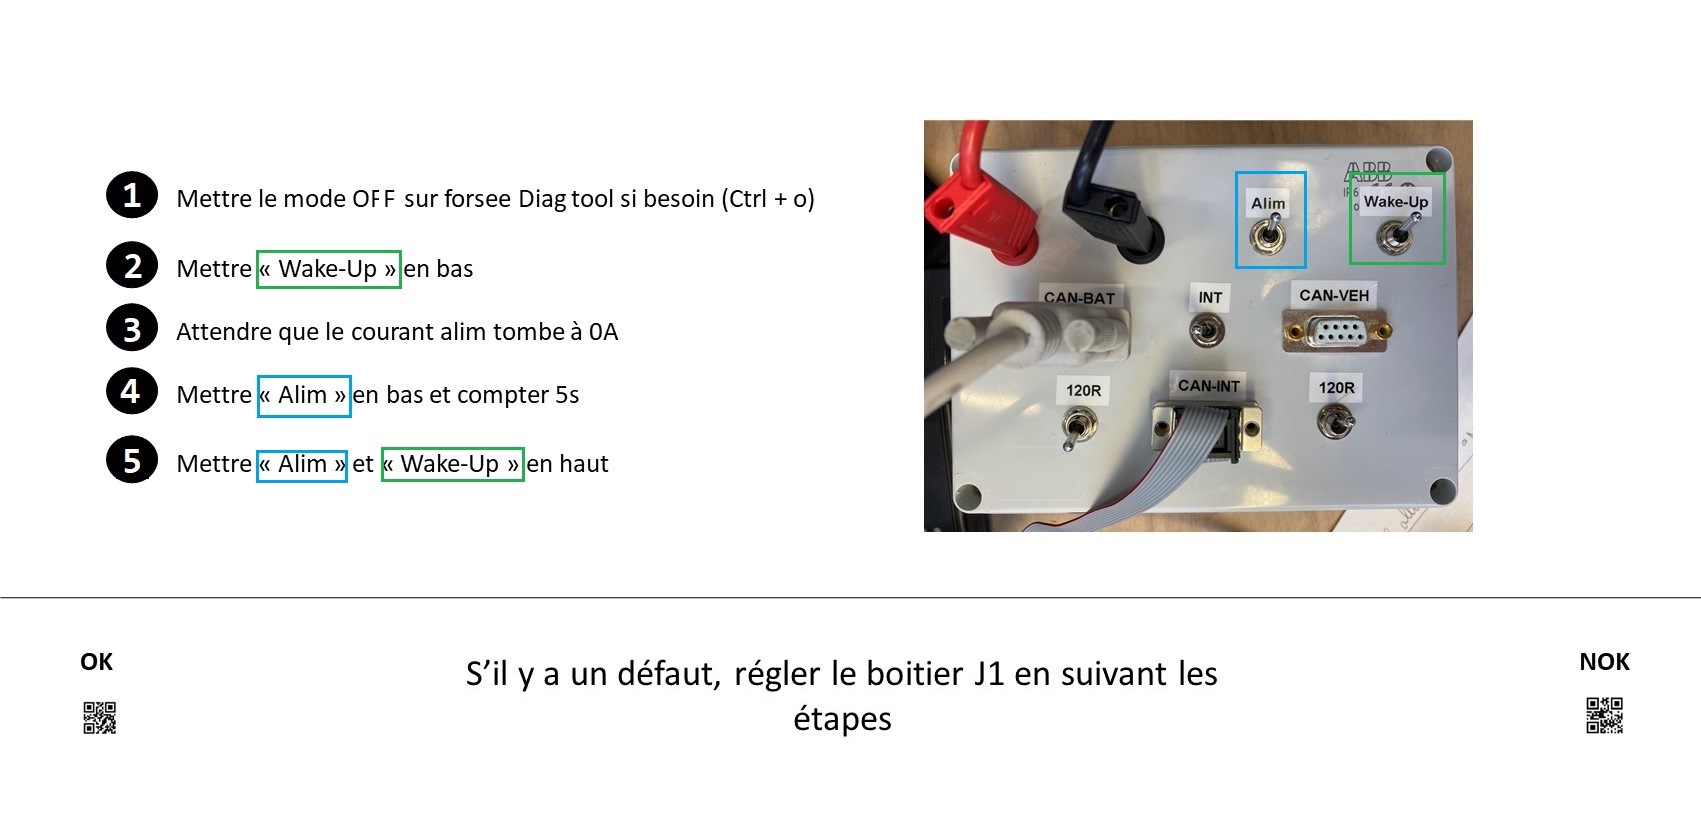 1 Mettre le mode OFF sur forsee Diag tool si besoin (Ctrl + o)
2 Mettre « Wake-Up » en bas
3 Attendre que le courant alim tombe à 0A
4 Mettre « Alim » en bas et compter 5s
5 Mettre « Alim » et « Wake-Up » en haut
ABB
Alim
Wake-Up
CAN-BAT
INT
CAN-VEH
120R
CAN-INT
120R
OK
S’il y a un défaut, régler le boitier J1 en suivant les
étapes
NOK